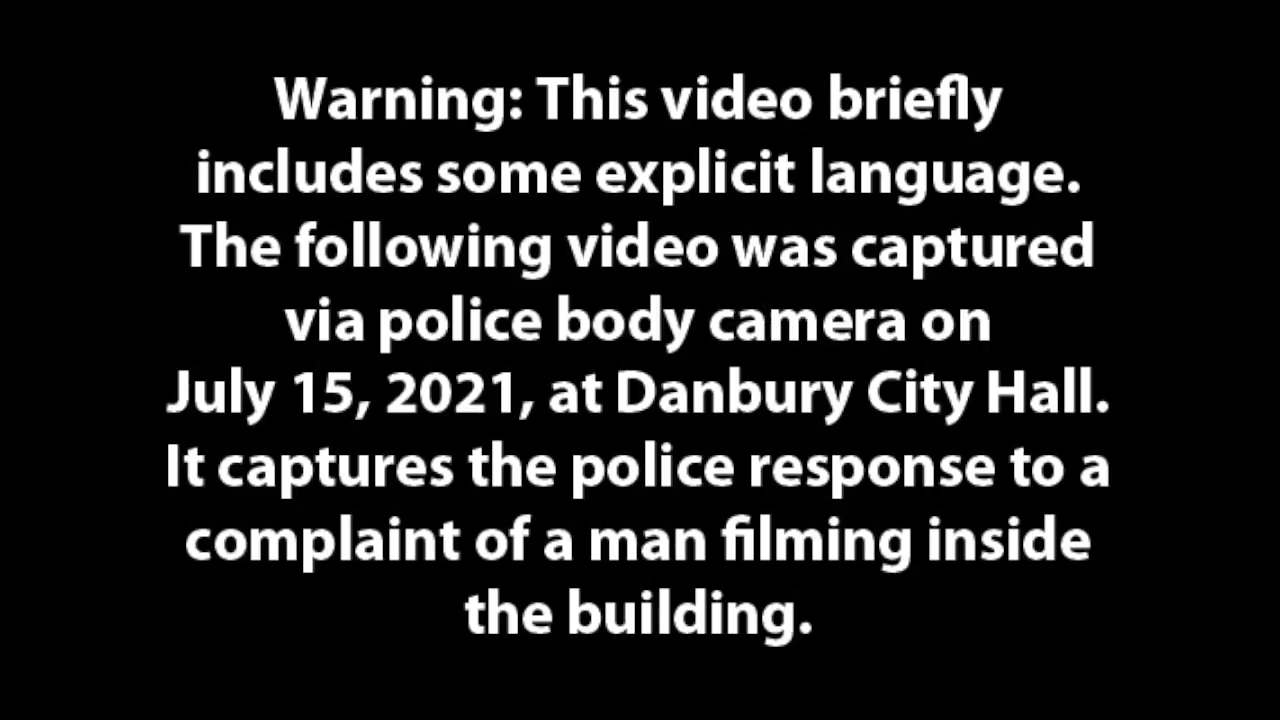 Warning: This video briefly
includes some explicit language.
The following video was captured
via police body camera on
July 15, 2021, at Danbury City Hall.
It captures the police response to a
complaint of a man filming inside
the building.